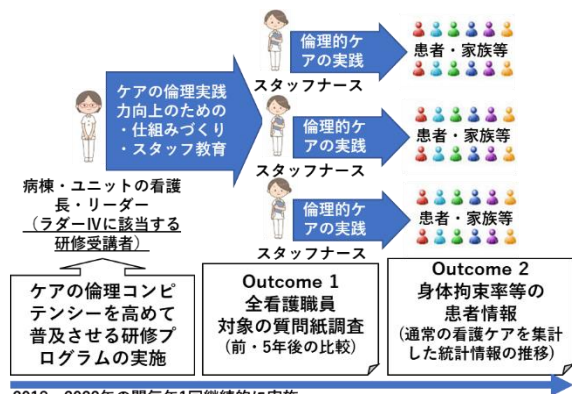 ケアの倫理実践
力向上のための
・仕組みづくり
・スタッフ教育
病棟・ユニットの看護
長・リーダー
（ラダーⅣに該当する
研修受講者）
スタッフナース
倫理的ケ
アの実践
患者・家族等
スタッフナース
倫理的ケ
アの実践
患者・家族等
スタッフナース
倫理的ケ
アの実践
患者・家族等
ケアの倫理コンピ
テンシーを高めて
普及させる研修プ
ログラムの実施
Outcome 1
全看護職員
対象の質問紙調査
(前・5年後の比較)
Outcome 2
身体拘束率等の
患者情報
(通常の看護ケアを集計
した統計情報の推移)
年1回継続的に実施